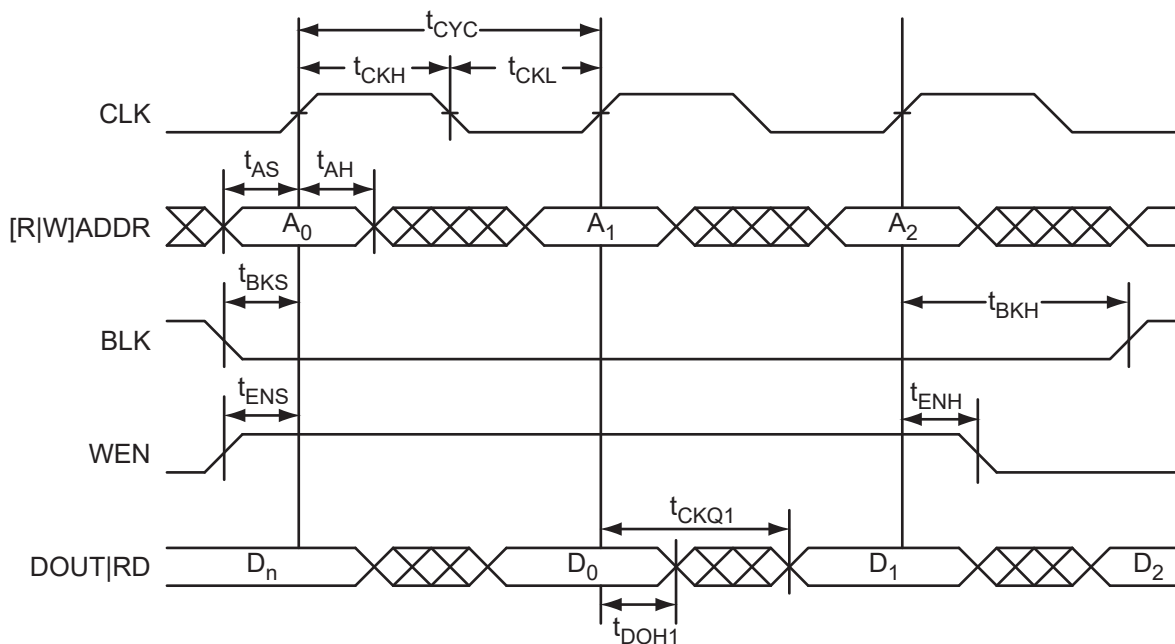 tCYC
tCKH
tCKL
CLK
tAS
tAH
[R|W]ADDR
A0
A1
A2
tBKS
tBKH
BLK
tENS
tENH
WEN
tCKQ1
DOUT|RD
Dn
D0
D1
D2
tDOH1